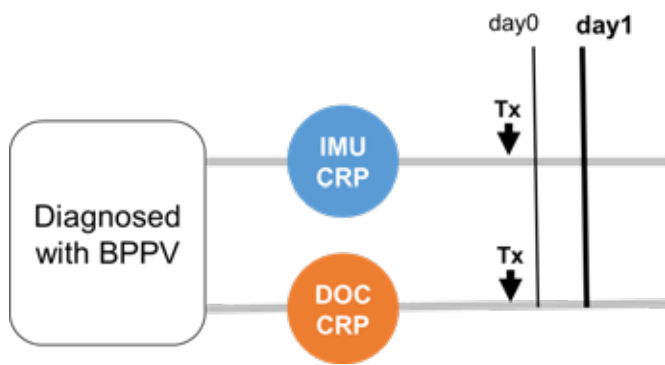 day0
day1
Tx
IMU
CRP
Diagnosed
with BPPV
Tx
DOC
CRP